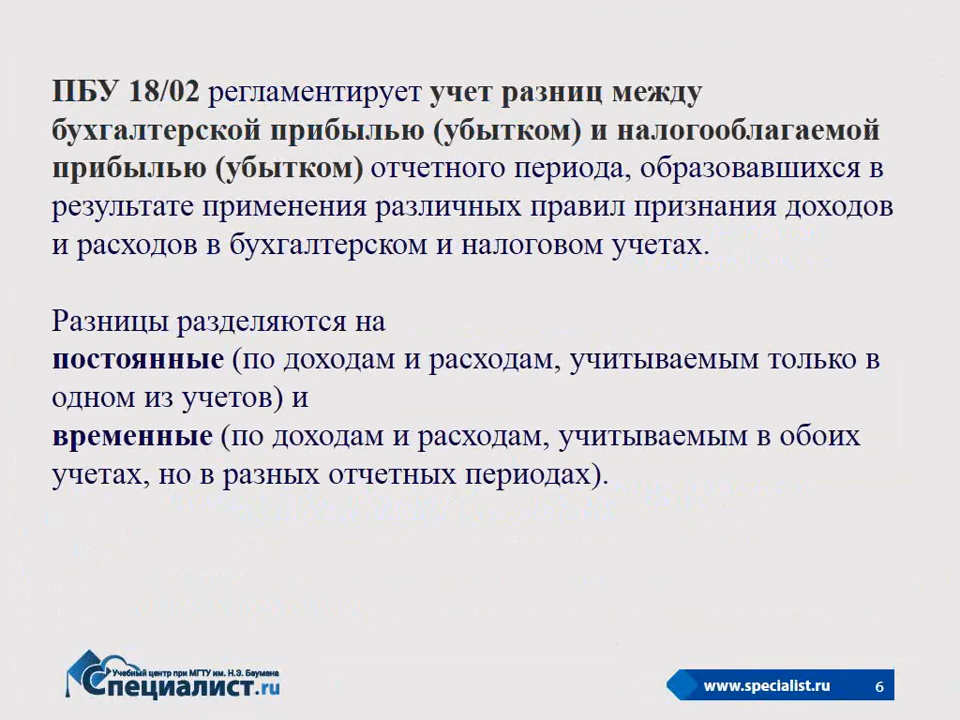 ПБУ 18/02 регламентирует учет разниц между
бухгалтерской прибылью (убытком) и налогооблагаемой
прибылью (убытком) отчетного периода, образовавшихся в
результате применения различных правил признания доходов
и расходов в бухгалтерском и налоговом учетах.
Разницы разделяются на
постоянные (по доходам и расходам, учитываемым только в
одном из учетов) и
временные (по доходам и расходам, учитываемым в обоих
учетах, но в разных отчетных периодах).
Учебный центр при МГТУ им. Н.Э. Баумана
Специалист.ru
www.specialist.ru 6